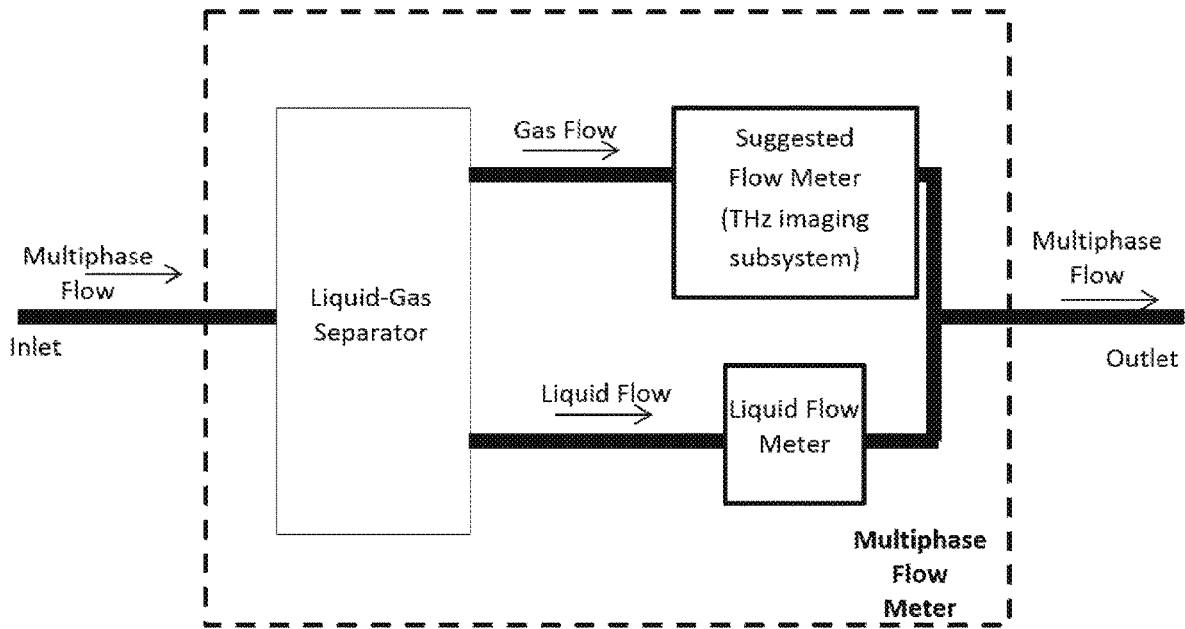 Gas Flow
Suggested
Flow Meter
(THz imaging
subsystem)
Multiphase
Flow
Inlet
Liquid-Gas
Separator
Multiphase
Flow
Outlet
Liquid Flow
Liquid Flow
Meter
Multiphase
Flow
Meter